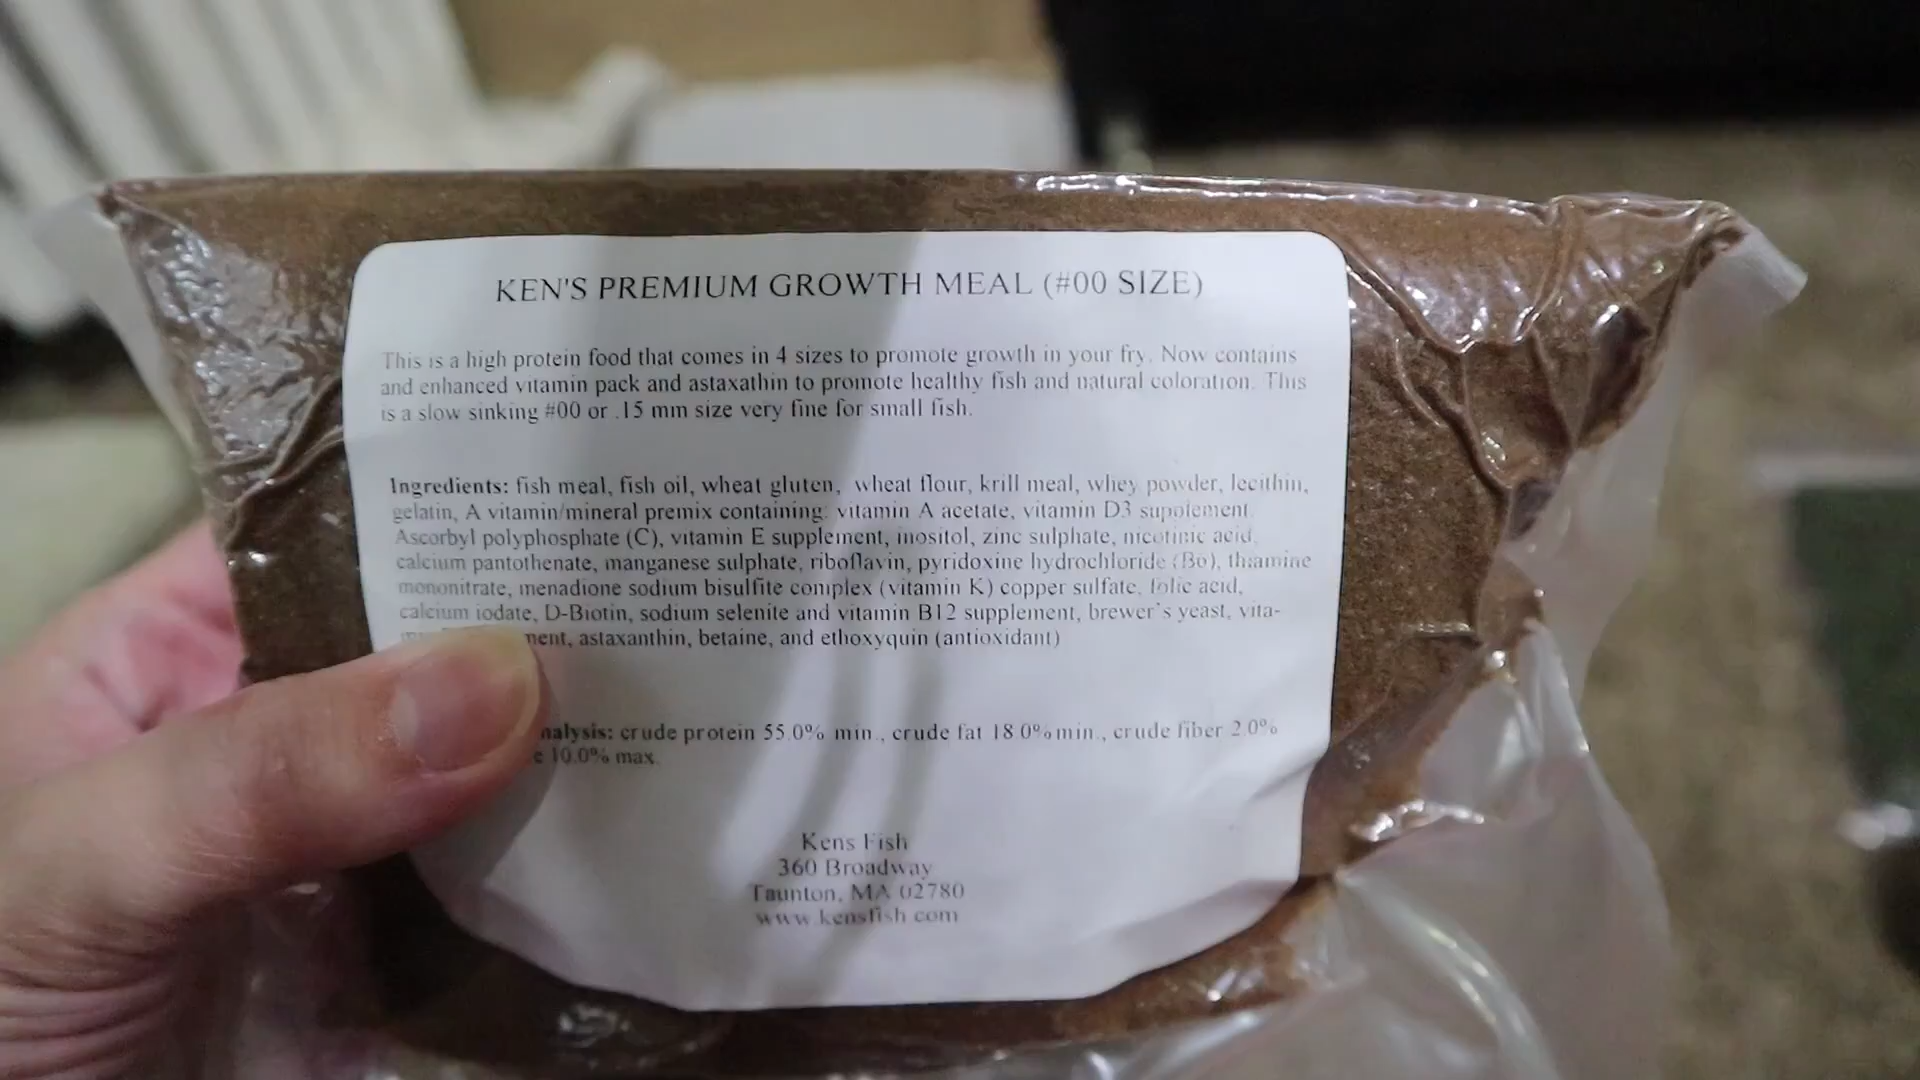 KEN'S PREMIUM GROWTH MEAL (#00 SIZE)
This is a high protein food that comes in 4 sizes to promote growth in your fry. Now contains
and enhanced vitamin pack and astaxathin to promote healthy fish and natural coloration. This
is a slow sinking #00 or .15 mm size very fine for small fish.
Ingredients: fish meal, fish oil, wheat gluten, wheat flour, krill meal, whey powder, lecithin,
gelatin, A vitamin/mineral premix containing: vitamin A acetate, vitamin D3 supplement,
Ascorbyl polyphosphate (C), vitamin E supplement, inositol, zinc sulphate, nicotinic acid,
calcium pantothenate, manganese sulphate, riboflavin, pyridoxine hydrochloride (B6), thiamine
mononitrate, menadione sodium bisulfite complex (vitamin K) copper sulfate, folic acid,
calcium iodate, D-Biotin, sodium selenite and vitamin B12 supplement, brewer's yeast, vita-
ment, astaxanthin, betaine, and ethoxyquin (antioxidant)
nalysis: crude protein 55.0% min., crude fat 18.0% min., crude fiber 2.0%
e 10.0% max.
Kens Fish
360 Broadway
Taunton, MA 02780
www.kensfish.com